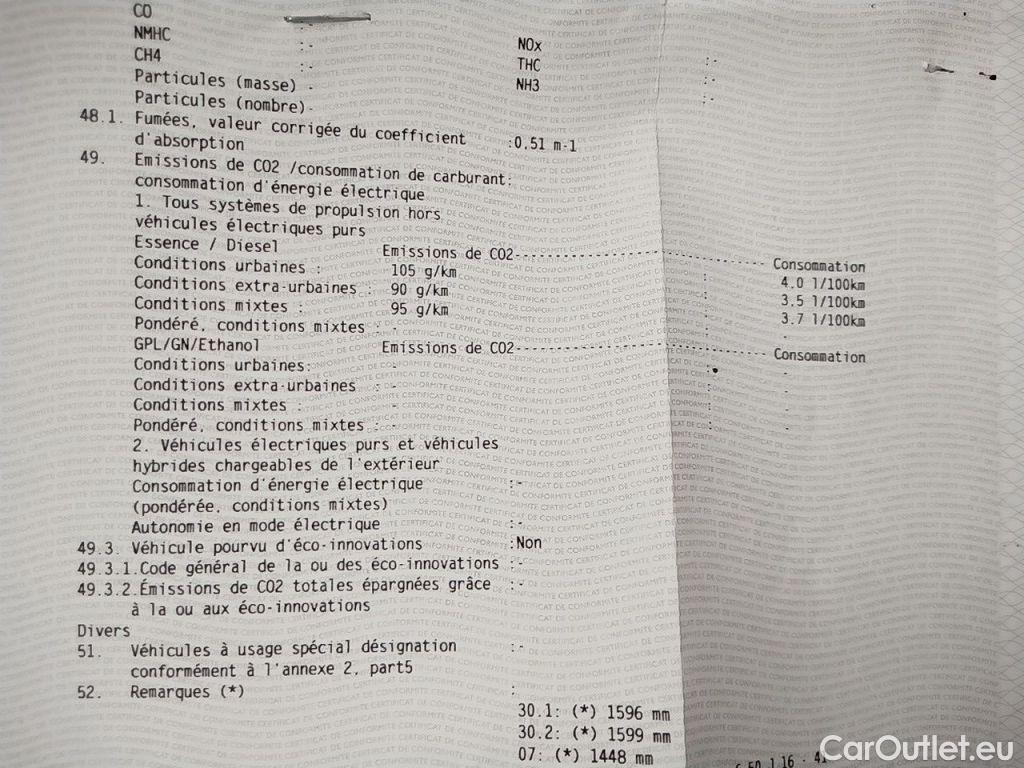 CO :-
NMHC :- NOx
CH4 :- THC :-
Particules (masse) - NH3 :-
Particules (nombre)- :-
48.1. Fumées, valeur corrigée du coefficient :0.51 m-1
d'absorption
49. Emissions de CO2 /consommation de carburant:
consommation d'énergie électrique
1. Tous systèmes de propulsion hors
véhicules électriques purs
Essence / Diesel Emissions de CO2 Consommation
Conditions urbaines : 105 g/km : 4.0 l/100km
Conditions extra-urbaines : 90 g/km : 3.5 l/100km
Conditions mixtes : 95 g/km : 3.7 l/100km
Pondéré, conditions mixtes : - : -
GPL/GN/Ethanol Emissions de CO2 Consommation
Conditions urbaines: : -
Conditions extra-urbaines : - : -
Conditions mixtes : - : -
Pondéré, conditions mixtes : - : -
2. Véhicules électriques purs et véhicules
hybrides chargeables de l'extérieur
Consommation d'énergie électrique :-
(pondérée, conditions mixtes)
Autonomie en mode électrique :-
49.3. Véhicule pourvu d'éco-innovations :Non
49.3.1.Code général de la ou des éco-innovations :-
49.3.2.Émissions de CO2 totales épargnées grâce :-
à la ou aux éco-innovations
Divers
51. Véhicules à usage spécial désignation :-
conformément à l'annexe 2, part5
52. Remarques (*) :
30.1: (*) 1596 mm
30.2: (*) 1599 mm
07: (*) 1448 mm
CarOutlet.eu